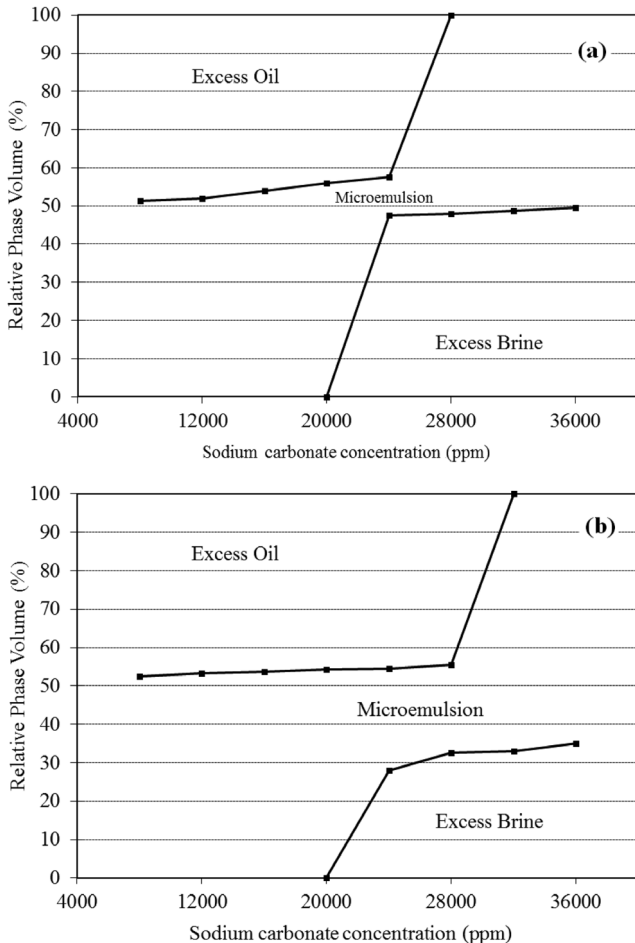 100
90
80
70
60
50
40
30
20
10
0
Relative Phase Volume (%)
(a)
Excess Oil
Microemulsion
Excess Brine
4000 12000 20000 28000 36000
Sodium carbonate concentration (ppm)
100
90
80
70
60
50
40
30
20
10
0
Relative Phase Volume (%)
(b)
Excess Oil
Microemulsion
Excess Brine
4000 12000 20000 28000 36000
Sodium carbonate concentration (ppm)